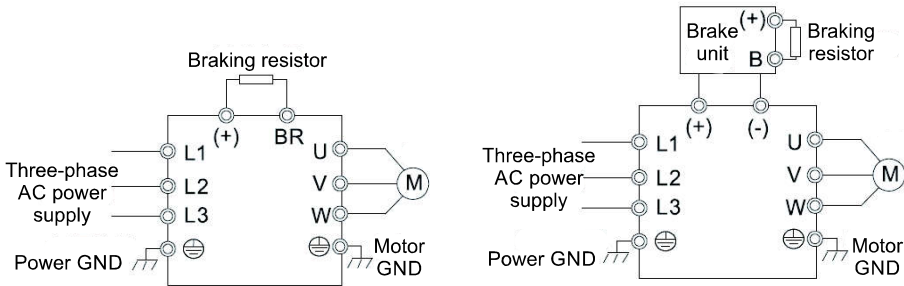 Braking resistor
(+)
BR
L1
U
Three-phase
AC power
supply
L2
V
M
L3
W
Power GND
Motor
GND
Brake
unit
(+)
B
Braking
resistor
(+)
(-)
L1
U
Three-phase
AC power
supply
L2
V
M
L3
W
Power GND
Motor
GND